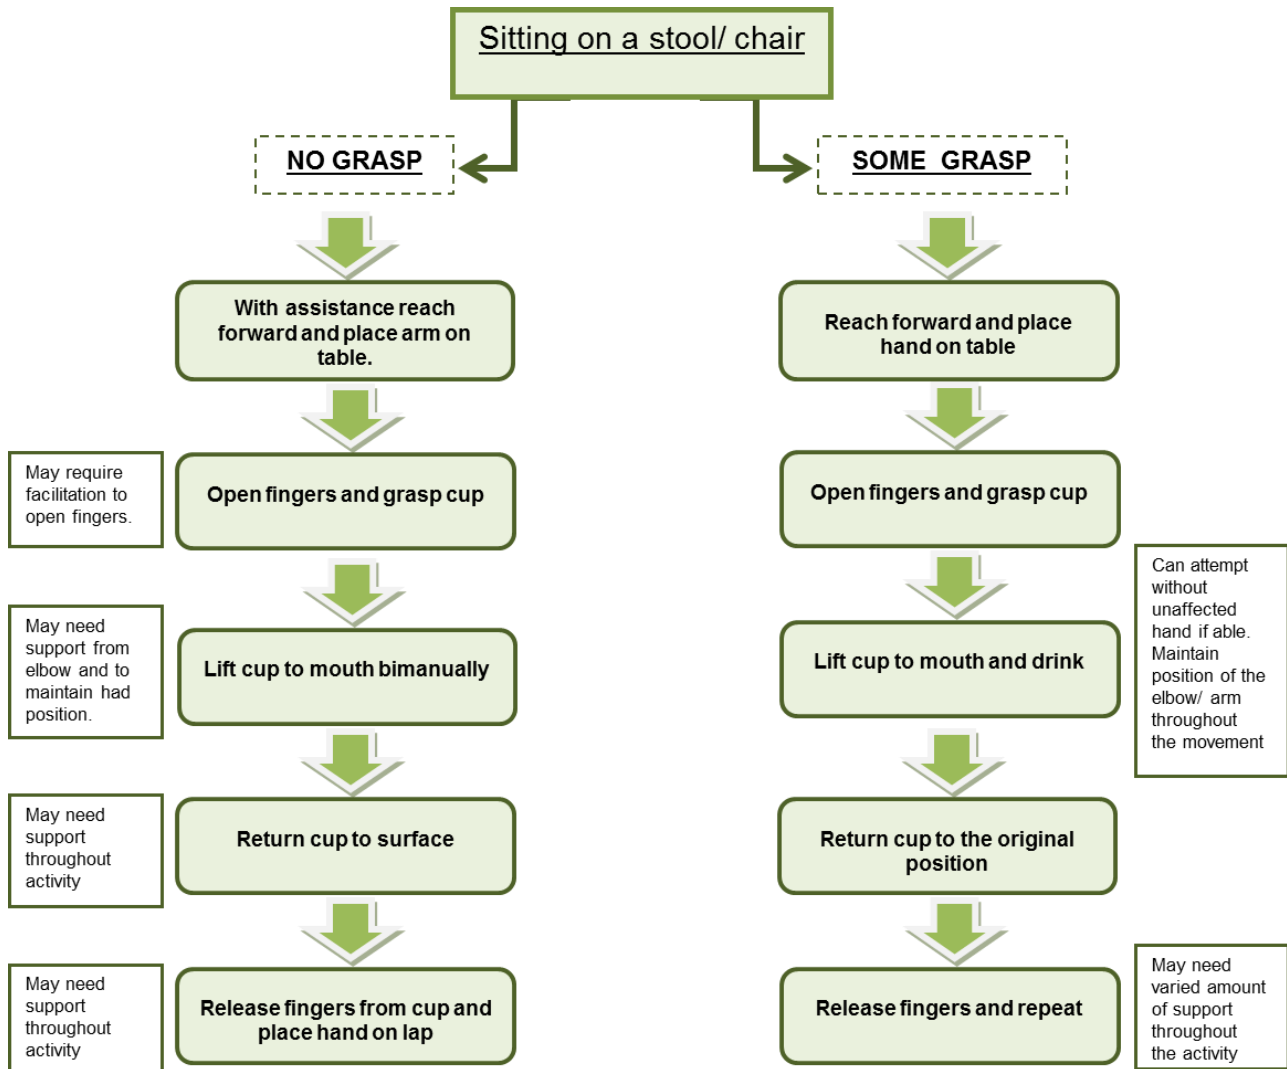 Sitting on a stool/ chair
NO GRASP
SOME  GRASP
With assistance reach
forward and place arm on
table.
Reach forward and place
hand on table
May require
facilitation to
open fingers.
Open fingers and grasp cup
Open fingers and grasp cup
May need
support from
elbow and to
maintain had
position.
Lift cup to mouth bimanually
Lift cup to mouth and drink
Can attempt
without
unaffected
hand if able.
Maintain
position of the
elbow/ arm
throughout
the movement
May need
support
throughout
activity
Return cup to surface
Return cup to the original
position
May need
support
throughout
activity
Release fingers from cup and
place hand on lap
Release fingers and repeat
May need
varied amount
of support
throughout
the activity